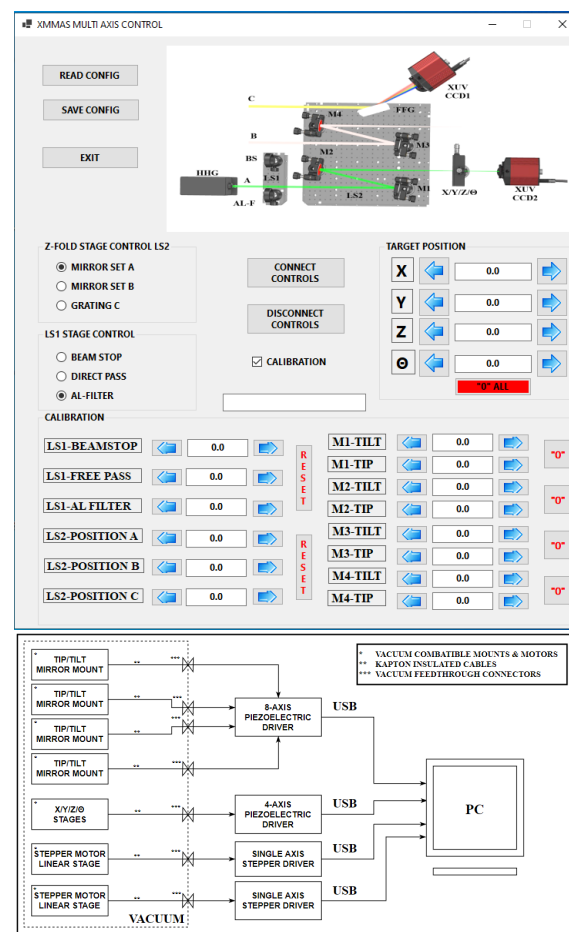 XMMAS MULTI AXIS CONTROL
READ CONFIG
SAVE CONFIG
EXIT
XUV
CCD1
C
FFG
M4
B
M3
BS
M2
HHG
A
LS1
M1
X/Y/Z/Θ
XUV
CCD2
LS2
AL-F
Z-FOLD STAGE CONTROL LS2
MIRROR SET A
MIRROR SET B
GRATING C
LS1 STAGE CONTROL
BEAM STOP
DIRECT PASS
AL-FILTER
CONNECT
CONTROLS
DISCONNECT
CONTROLS
CALIBRATION
TARGET POSITION
X 0.0
Y 0.0
Z 0.0
Θ 0.0
"0" ALL
CALIBRATION
LS1-BEAMSTOP 0.0
LS1-FREE PASS 0.0
LS1-AL FILTER 0.0
LS2-POSITION A 0.0
LS2-POSITION B 0.0
LS2-POSITION C 0.0
RESET
RESET
M1-TILT 0.0
M1-TIP 0.0
M2-TILT 0.0
M2-TIP 0.0
M3-TILT 0.0
M3-TIP 0.0
M4-TILT 0.0
M4-TIP 0.0
"0"
"0"
"0"
"0"
* VACUUM COMBATIBLE MOUNTS & MOTORS
** KAPTON INSULATED CABLES
*** VACUUM FEEDTHROUGH CONNECTORS
* TIP/TILT
MIRROR MOUNT
** ***
* TIP/TILT
MIRROR MOUNT
** ***
* TIP/TILT
MIRROR MOUNT
** ***
* TIP/TILT
MIRROR MOUNT
** ***
8-AXIS
PIEZOELECTRIC
DRIVER
USB
* X/Y/Z/Θ
STAGES
** ***
4-AXIS
PIEZOELECTRIC
DRIVER
USB
PC
* STEPPER MOTOR
LINEAR STAGE
** ***
SINGLE AXIS
STEPPER DRIVER
USB
* STEPPER MOTOR
LINEAR STAGE
** ***
SINGLE AXIS
STEPPER DRIVER
USB
VACUUM